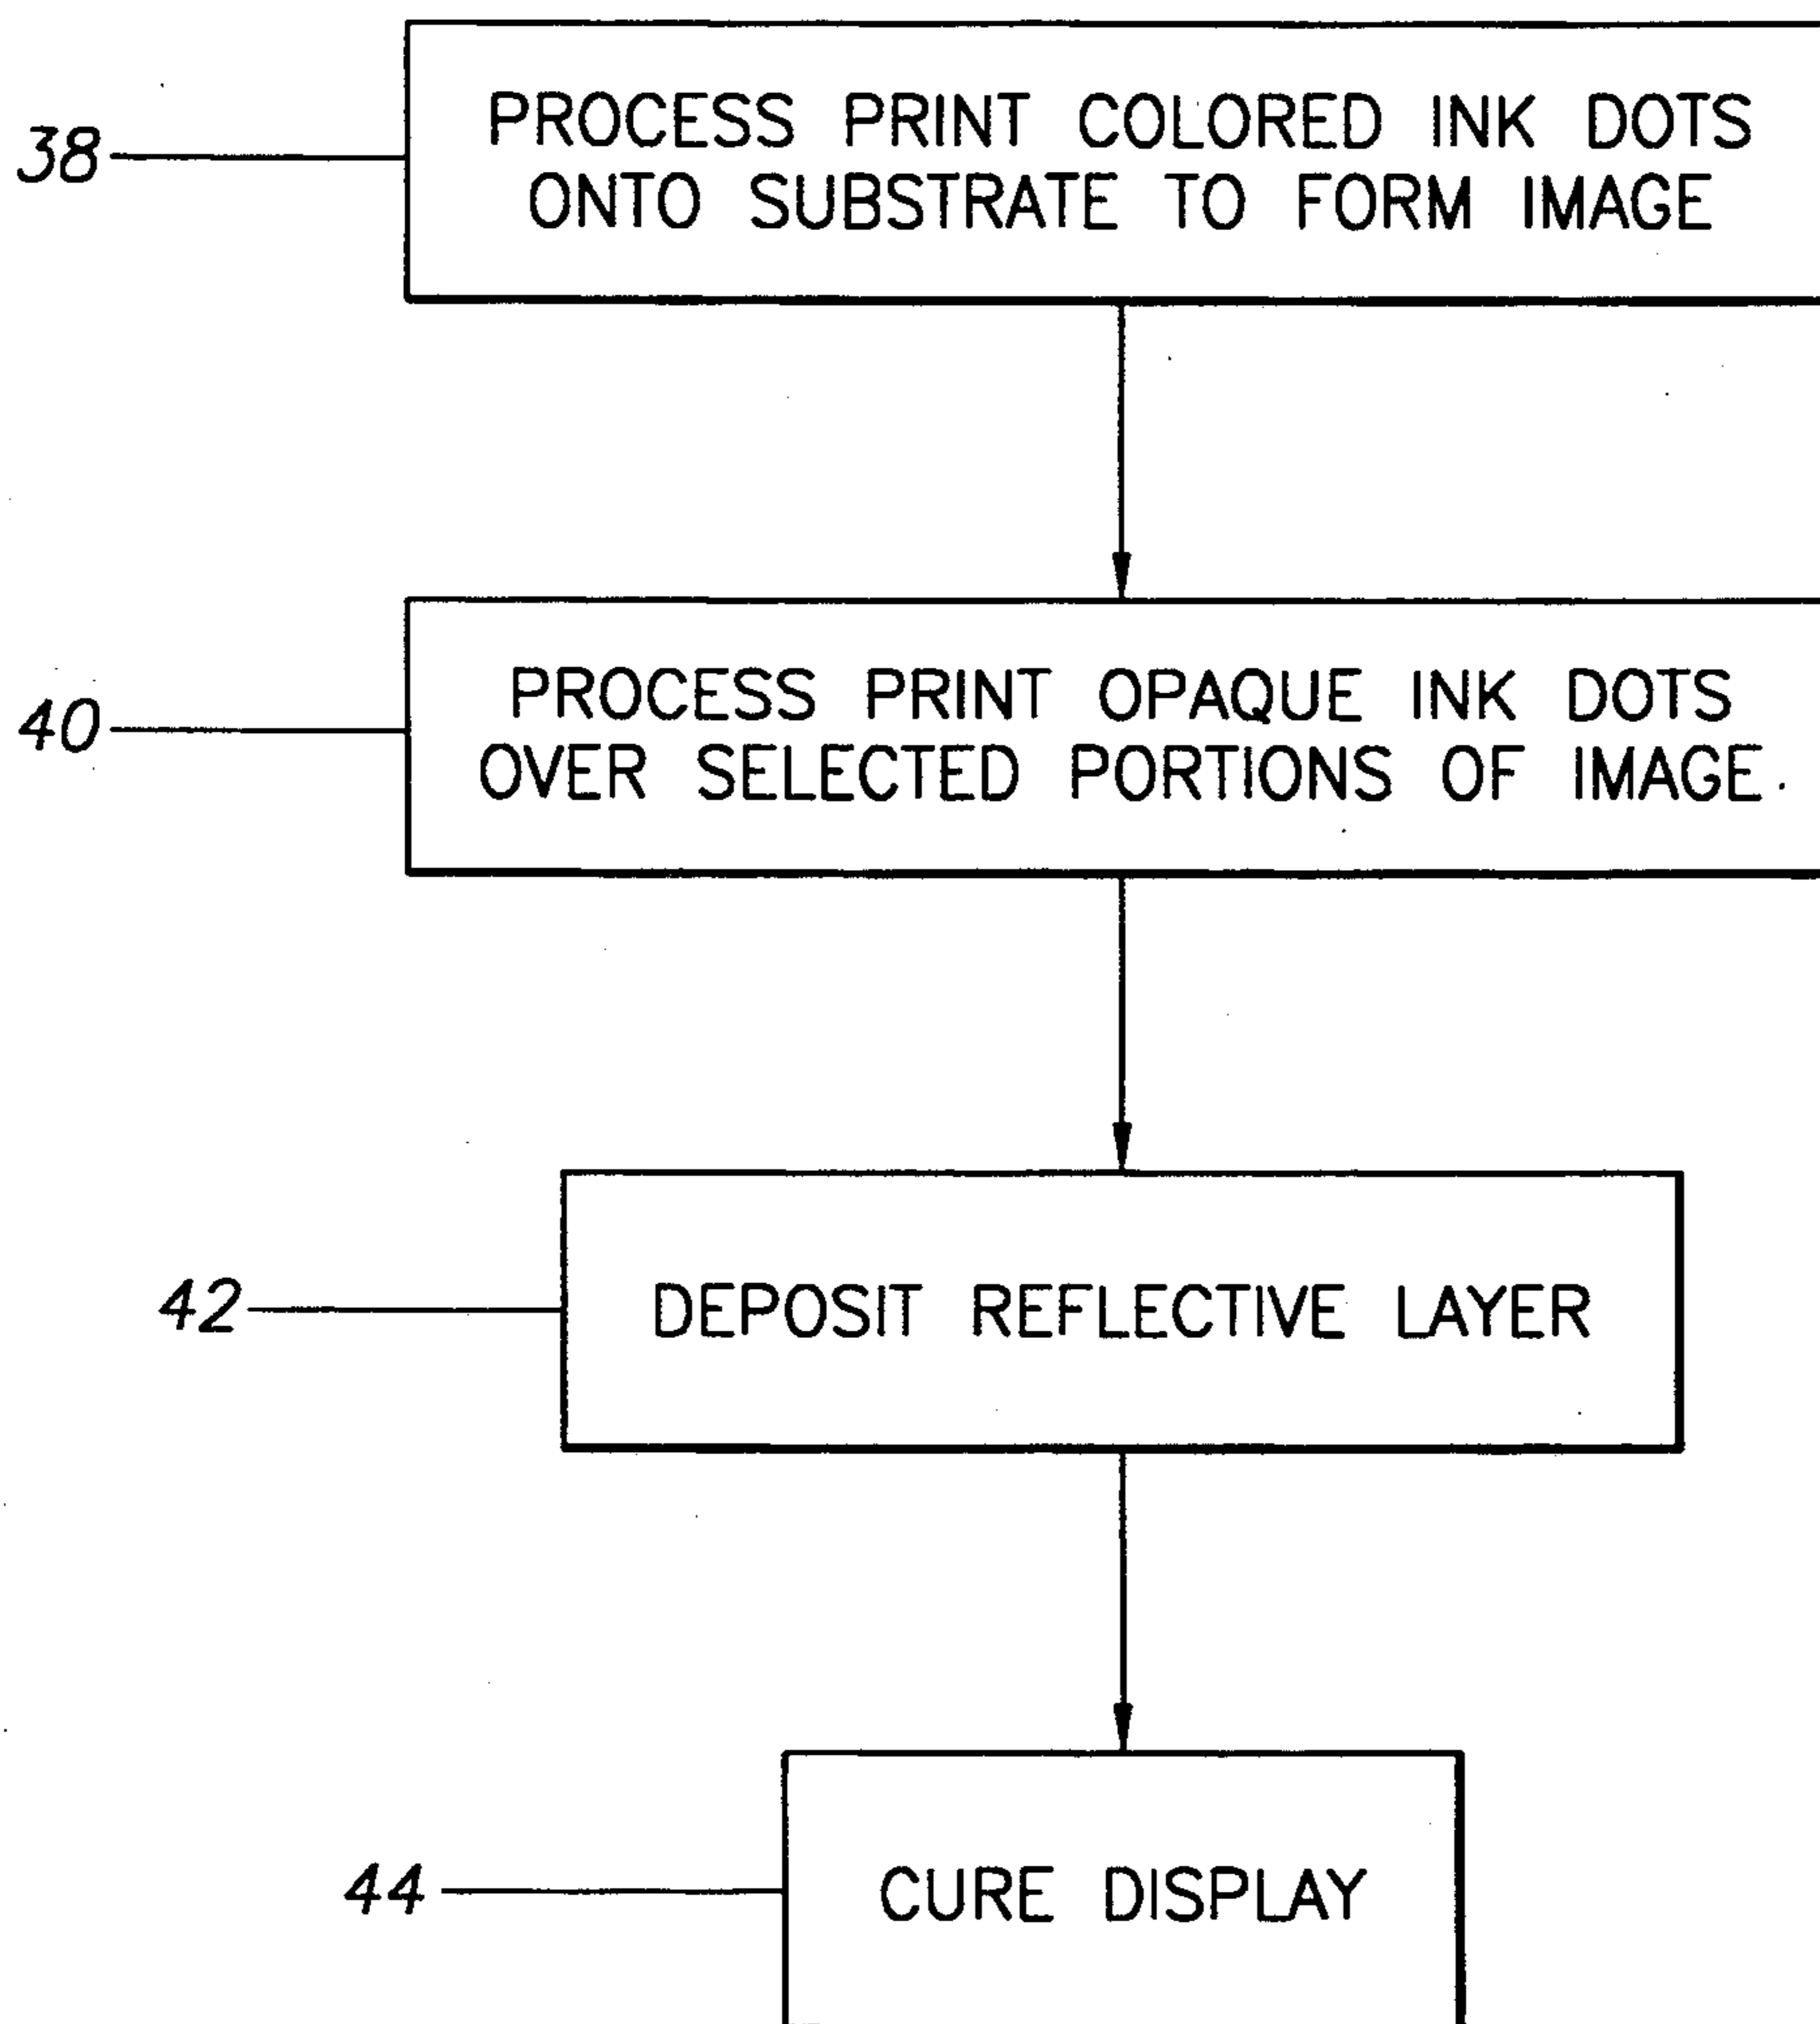 38
PROCESS PRINT COLORED INK DOTS
ONTO SUBSTRATE TO FORM IMAGE
40
PROCESS PRINT OPAQUE INK DOTS
OVER SELECTED PORTIONS OF IMAGE.
42
DEPOSIT REFLECTIVE LAYER
44
CURE DISPLAY